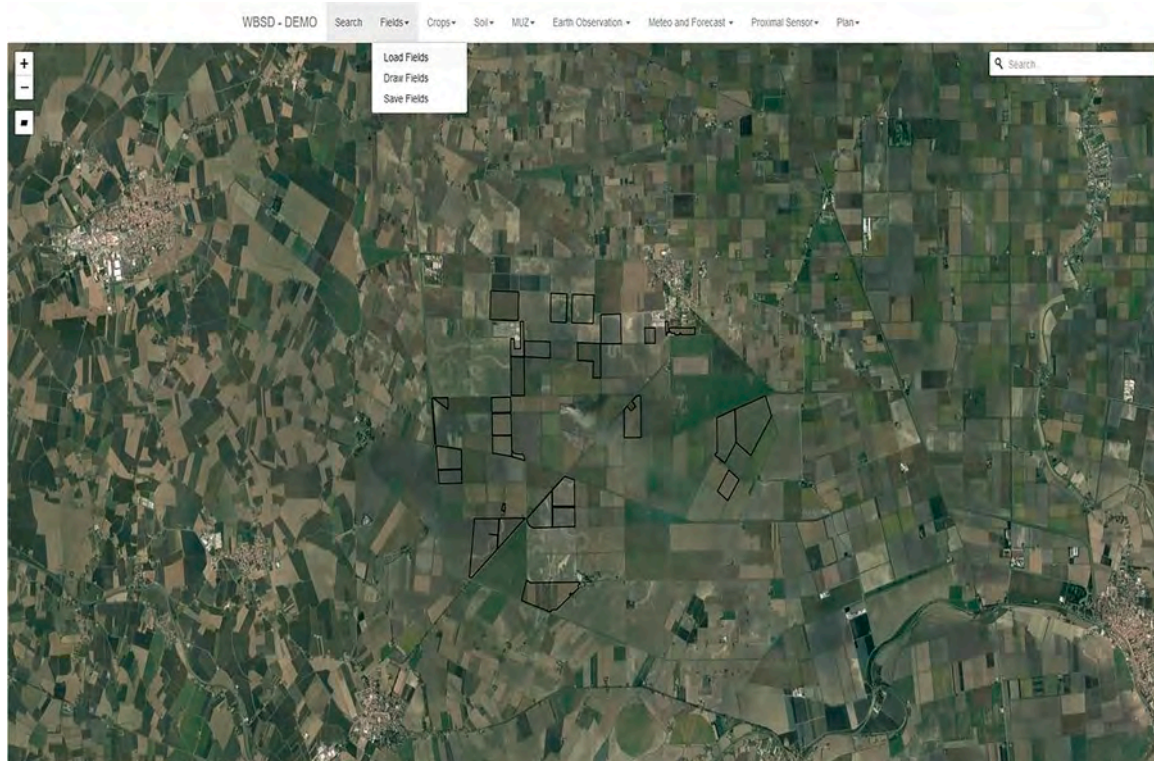 WBSD - DEMO Search Fields Crops Soil MUZ Earth Observation Meteo and Forecast Proximal Sensor Plan
Load Fields
Draw Fields
Save Fields
+
−
Search